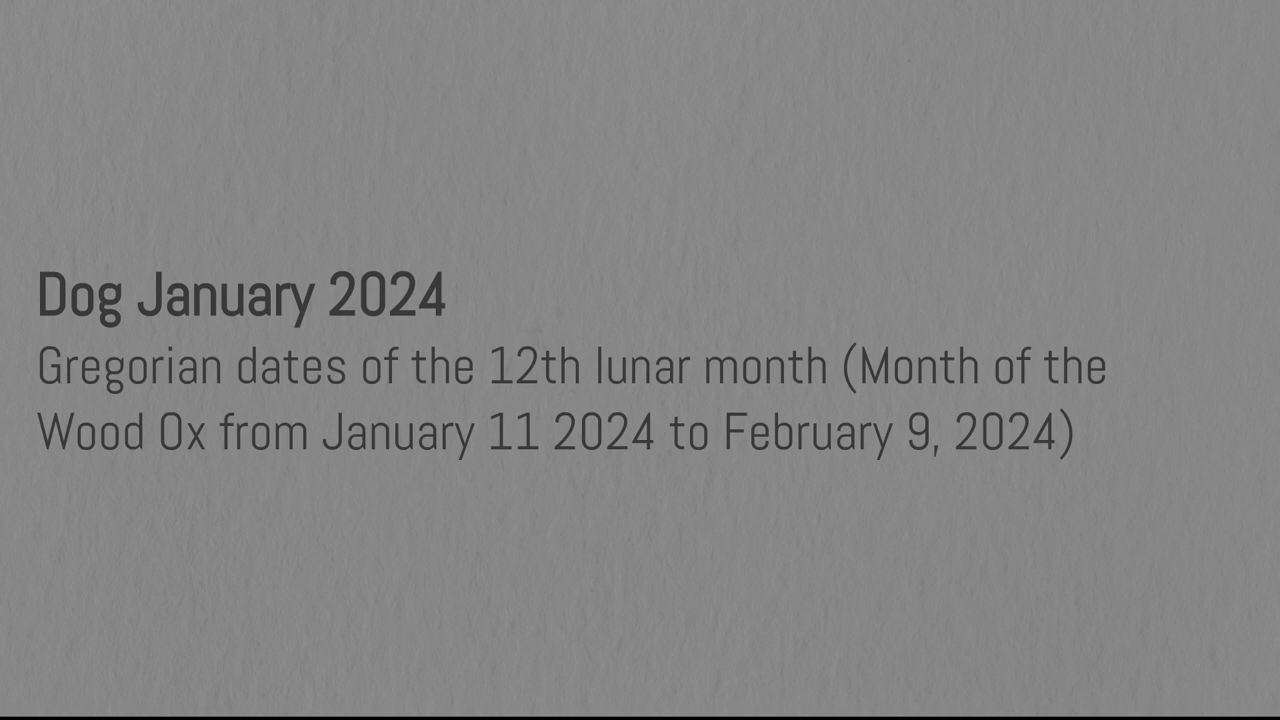 Dog January 2024
Gregorian dates of the 12th lunar month (Month of the
Wood Ox from January 11 2024 to February 9, 2024)